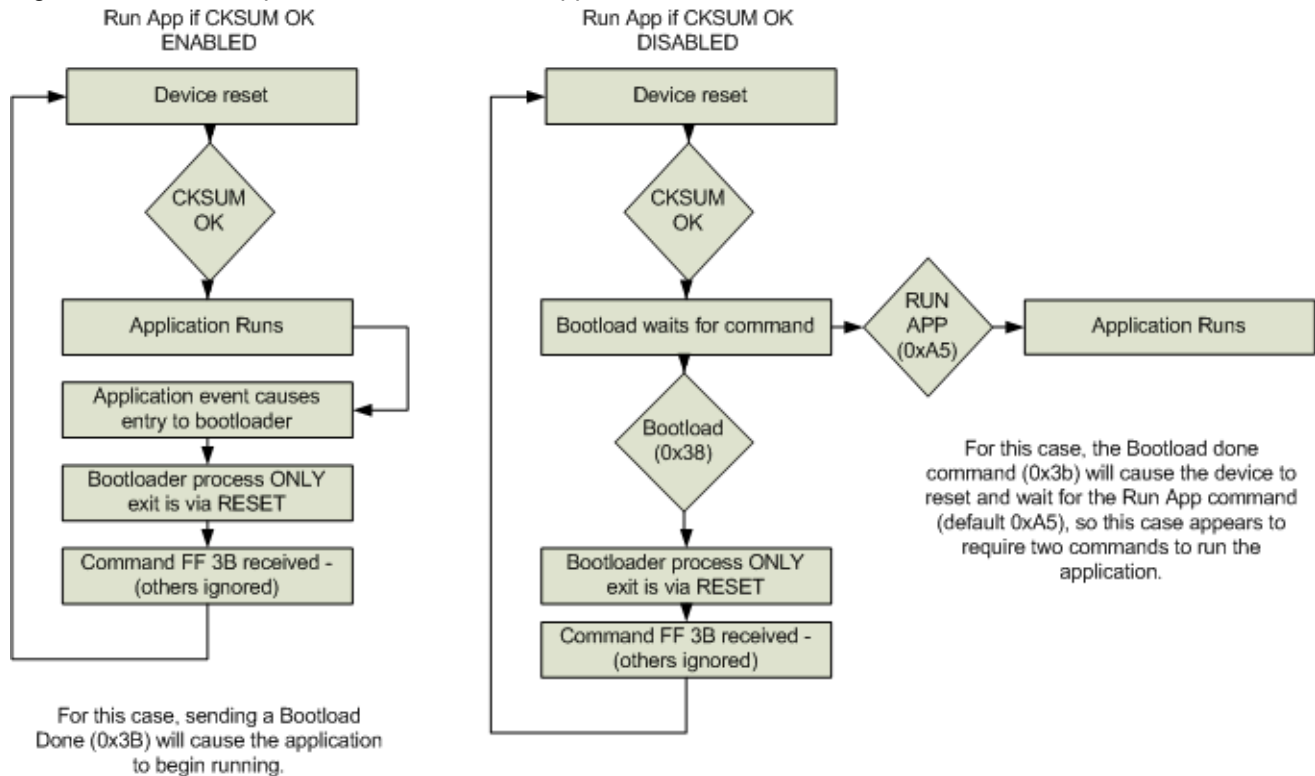 Run App if CKSUM OK
ENABLED
Device reset
CKSUM
OK
Application Runs
Application event causes
entry to bootloader
Bootloader process ONLY
exit is via RESET
Command FF 3B received -
(others ignored)
For this case, sending a Bootload
Done (0x3B) will cause the application
to begin running.
Run App if CKSUM OK
DISABLED
Device reset
CKSUM
OK
Bootload waits for command
RUN
APP
(0xA5)
Application Runs
Bootload
(0x38)
Bootloader process ONLY
exit is via RESET
Command FF 3B received -
(others ignored)
For this case, the Bootload done
command (0x3b) will cause the device to
reset and wait for the Run App command
(default 0xA5), so this case appears to
require two commands to run the
application.